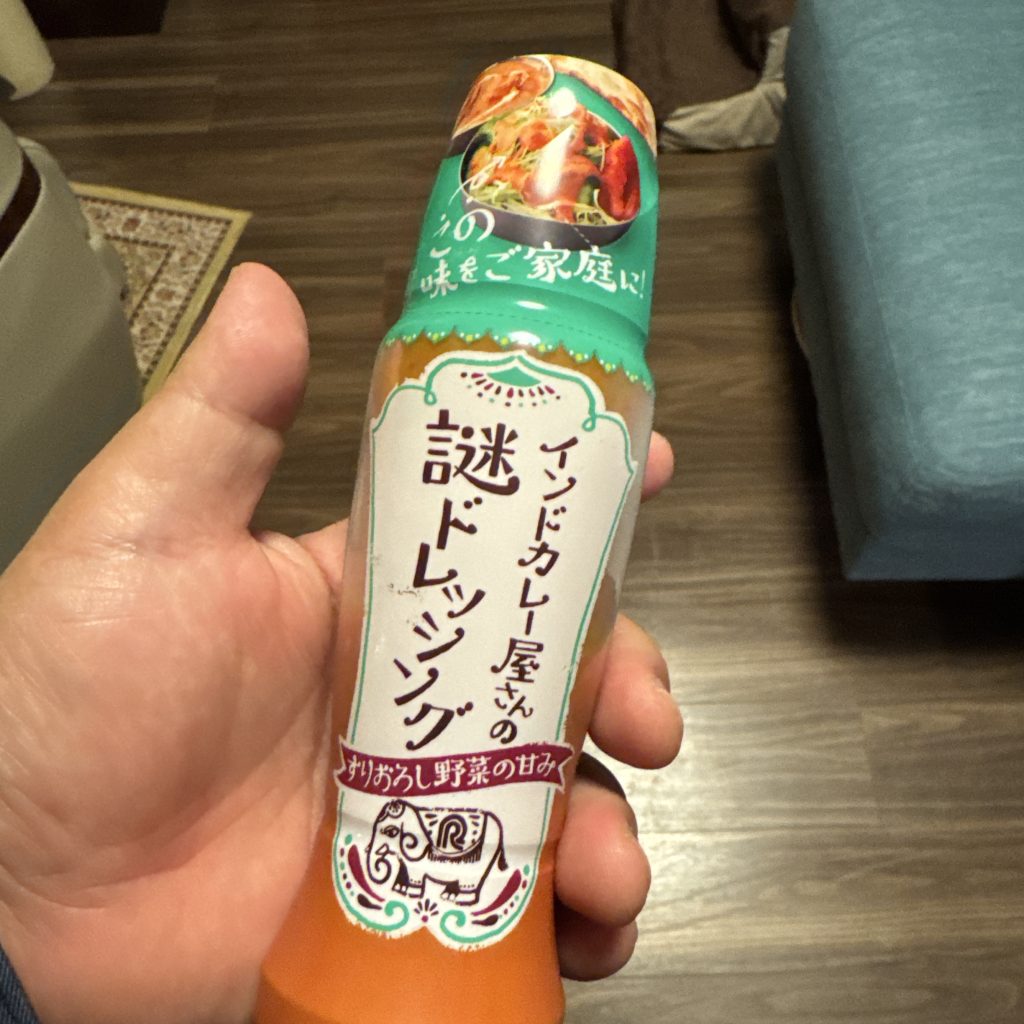 の
味をご家庭に!
インドカレー屋さんの
謎ドレッシング
すりおろし野菜の甘み
R